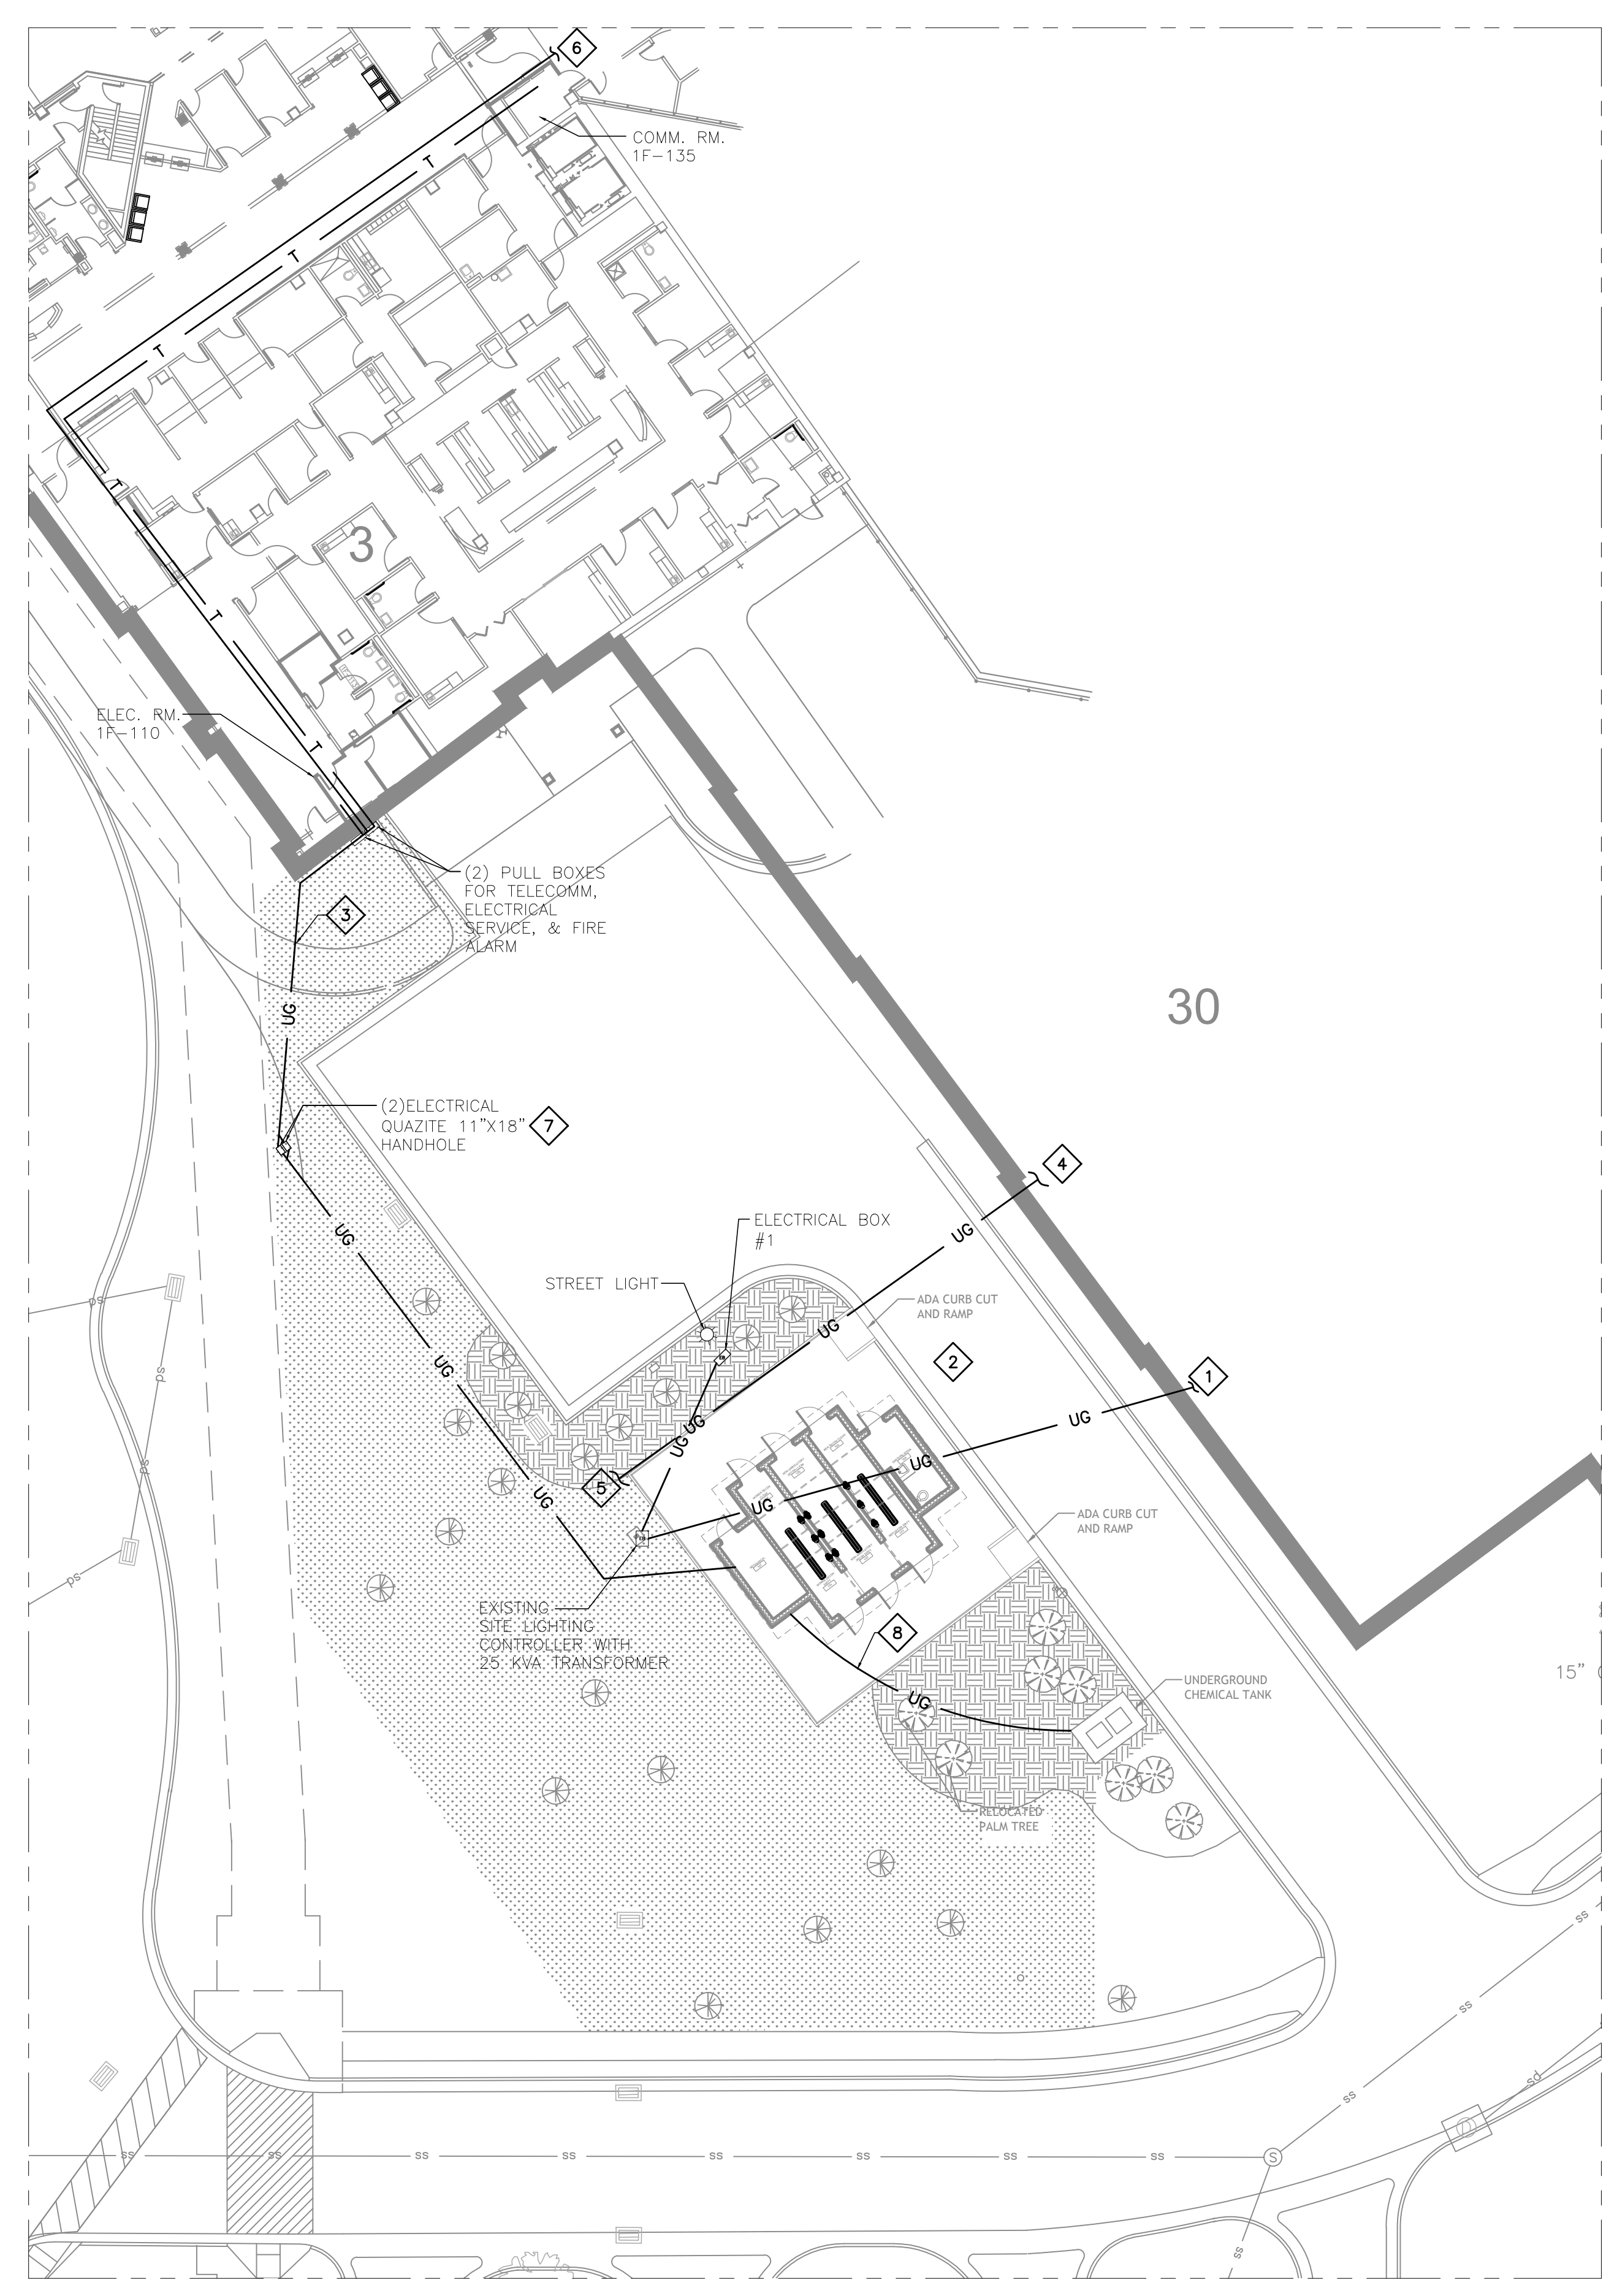 6
COMM. RM.
1F-135
T
T
T
T
3
T
ELEC. RM.
1F-110
T
(2) PULL BOXES
FOR TELECOMM,
ELECTRICAL
SERVICE, & FIRE
ALARM
3
UG
30
(2)ELECTRICAL
QUAZITE 11"X18"
HANDHOLE
7
4
UG
ELECTRICAL BOX
#1
UG
STREET LIGHT
ADA CURB CUT
AND RAMP
ps
UG
2
UG
ps
1
UG
UG
UG
ps
UG
5
UG
UG
ADA CURB CUT
AND RAMP
ps
EXISTING
SITE LIGHTING
CONTROLLER WITH
25 KVA TRANSFORMER
8
UG
UNDERGROUND
CHEMICAL TANK
15"
RELOCATED
PALM TREE
ss
ss
ss
sd
ss
ss
ss
ss
ss
ss
ss
ss
S
ss